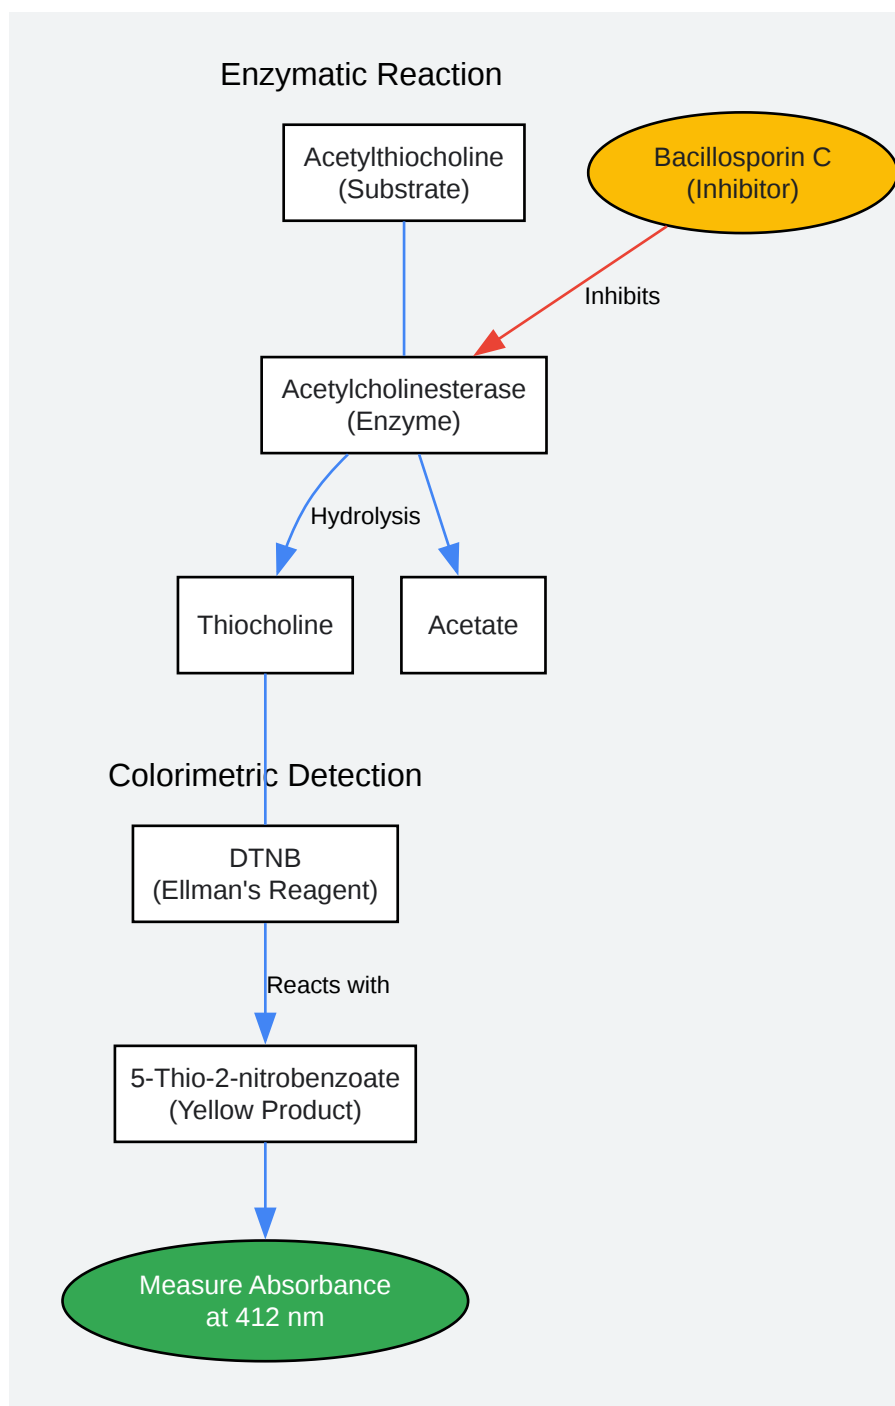 Enzymatic Reaction
Acetylthiocholine
(Substrate)
Bacillosporin C
(Inhibitor)
Inhibits
Acetylcholinesterase
(Enzyme)
Hydrolysis
Thiocholine
Acetate
Colorimetric Detection
DTNB
(Ellman's Reagent)
Reacts with
5-Thio-2-nitrobenzoate
(Yellow Product)
Measure Absorbance
at 412 nm